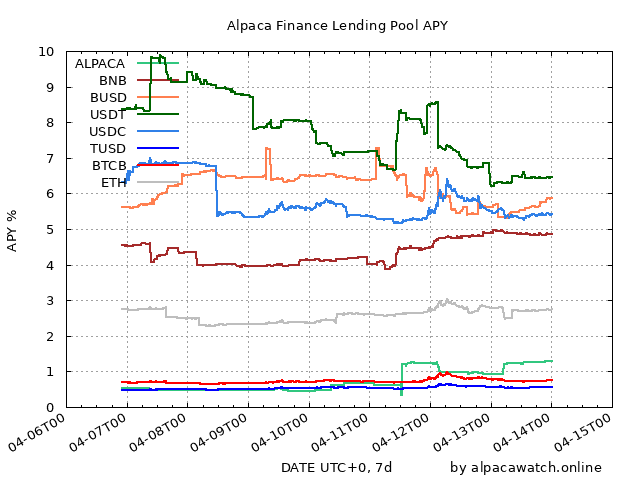 Alpaca Finance Lending Pool APY
10
9
8
7
6
5
4
3
2
1
0
APY %
ALPACA
BNB
BUSD
USDT
USDC
TUSD
BTCB
ETH
04-06T00
04-07T00
04-08T00
04-09T00
04-10T00
04-11T00
04-12T00
04-13T00
04-14T00
04-15T00
DATE UTC+0, 7d
by alpacawatch.online